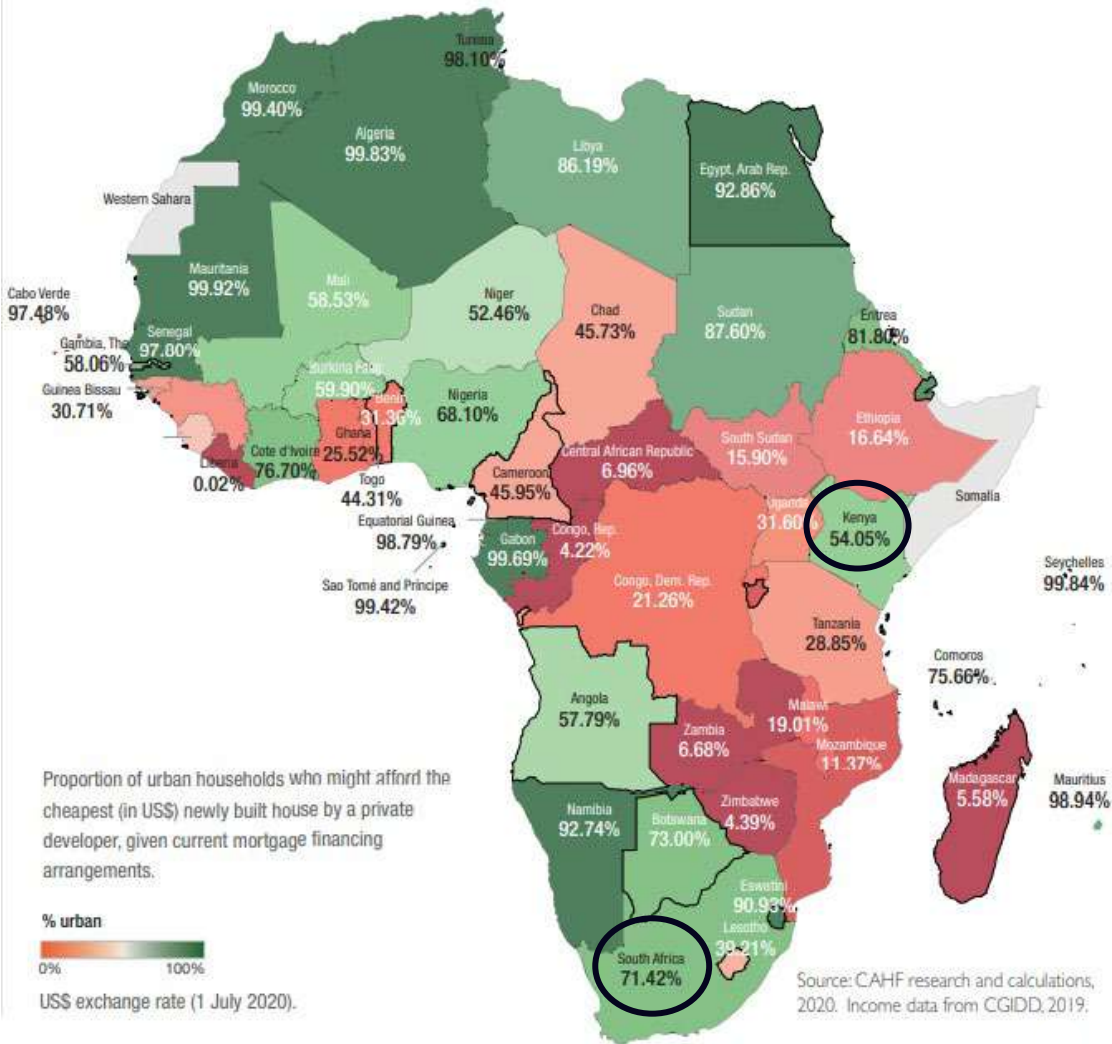 Tunisia
98.10%
Morocco
99.40%
Algeria
99.83%
Libya
86.19%
Egypt, Arab Rep.
92.86%
Western Sahara
Mauritania
99.92%
Mali
58.53%
Niger
52.46%
Chad
45.73%
Sudan
87.60%
Eritrea
81.80%
Cabo Verde
97.48%
Senegal
97.80%
Gambia, The
58.06%
Guinea Bissau
30.71%
Burkina Faso
59.90%
Benin
31.36%
Nigeria
68.10%
Ethiopia
16.64%
South Sudan
15.90%
Central African Republic
6.96%
Ghana
25.52%
Cote d'Ivoire
76.70%
Liberia
0.02%
Togo
44.31%
Cameroon
45.95%
Somalia
Uganda
31.60%
Kenya
54.05%
Equatorial Guinea
98.79%
Gabon
99.69%
Congo, Rep.
4.22%
Sao Tomé and Príncipe
99.42%
Congo, Dem. Rep.
21.26%
Seychelles
99.84%
Tanzania
28.85%
Comoros
75.66%
Angola
57.79%
Malawi
19.01%
Zambia
6.68%
Mozambique
11.37%
Madagascar
5.58%
Mauritius
98.94%
Zimbabwe
4.39%
Namibia
92.74%
Botswana
73.00%
Eswatini
90.93%
Lesotho
39.21%
South Africa
71.42%
Proportion of urban households who might afford the
cheapest (in US$) newly built house by a private
developer, given current mortgage financing
arrangements.
% urban
0% 100%
US$ exchange rate (1 July 2020).
Source: CAHF research and calculations,
2020. Income data from CGIDD, 2019.